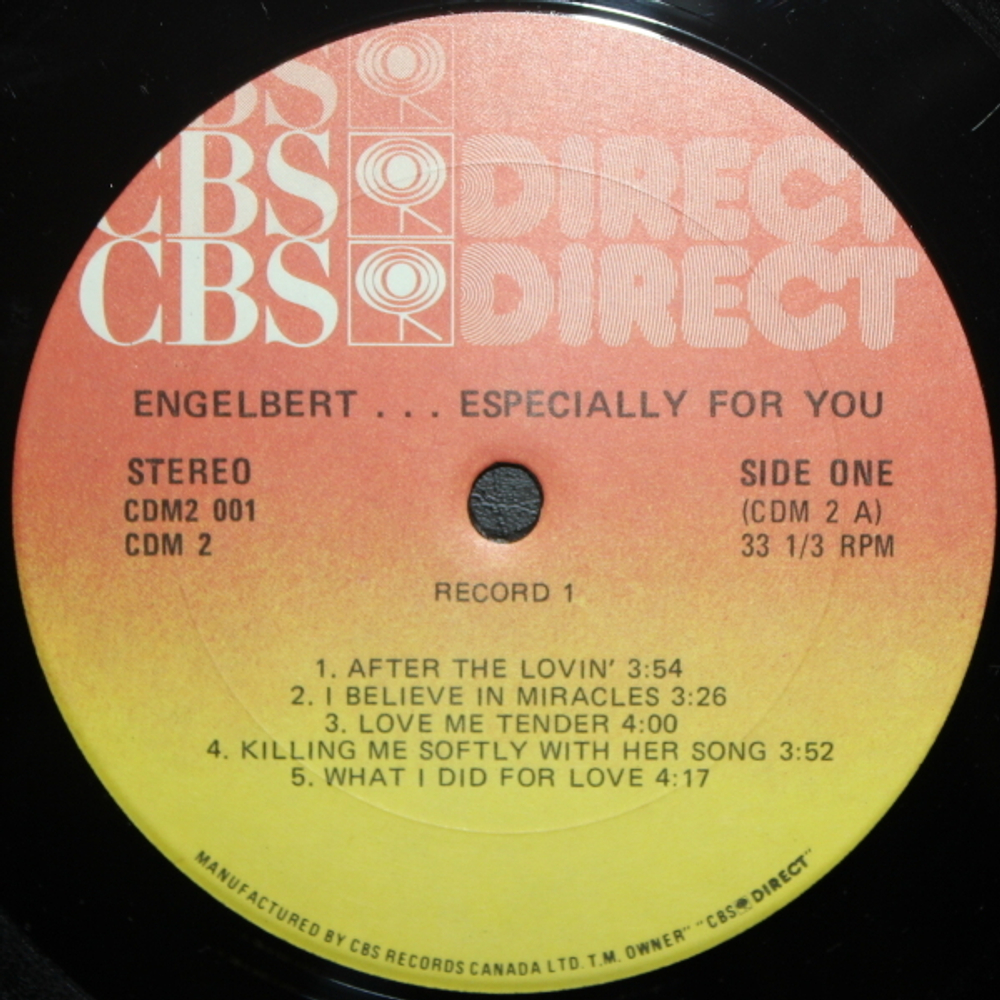 BS
CBS DIRECT
CBS DIRECT
ENGELBERT . . . ESPECIALLY FOR YOU
STEREO
CDM2 001
CDM 2
SIDE ONE
(CDM 2 A)
33 1/3 RPM
RECORD 1
1. AFTER THE LOVIN' 3:54
2. I BELIEVE IN MIRACLES 3:26
3. LOVE ME TENDER 4:00
4. KILLING ME SOFTLY WITH HER SONG 3:52
5. WHAT I DID FOR LOVE 4:17
MANUFACTURED BY CBS RECORDS CANADA LTD. T.M. OWNER" "CBS DIRECT"